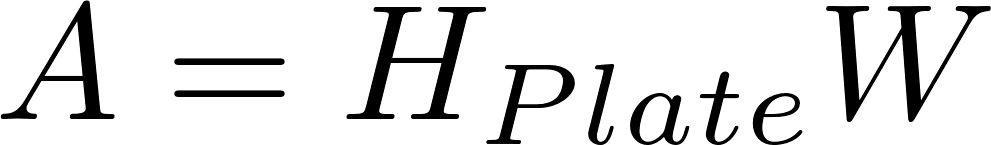 A = H_{Plate}W